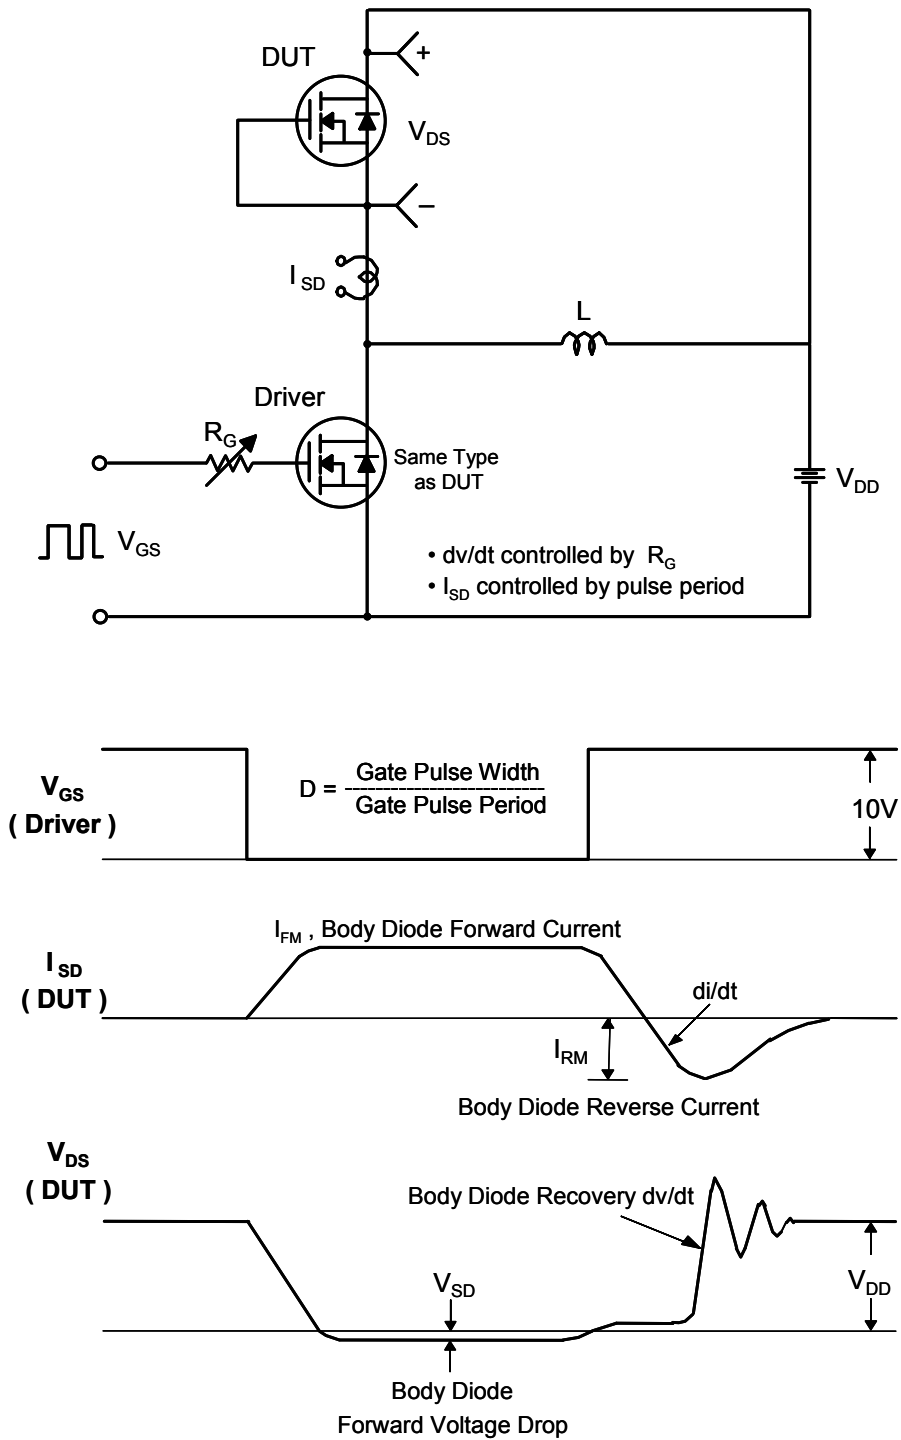 DUT
+
V_DS
−
I_SD
L
Driver
R_G
Same Type
as DUT
V_DD
V_GS
• dv/dt controlled by R_G
• I_SD controlled by pulse period
V_GS
( Driver )
D = Gate Pulse Width
--------------------------
Gate Pulse Period
10V
I_FM , Body Diode Forward Current
I_SD
( DUT )
di/dt
I_RM
Body Diode Reverse Current
V_DS
( DUT )
Body Diode Recovery dv/dt
V_SD
V_DD
Body Diode
Forward Voltage Drop